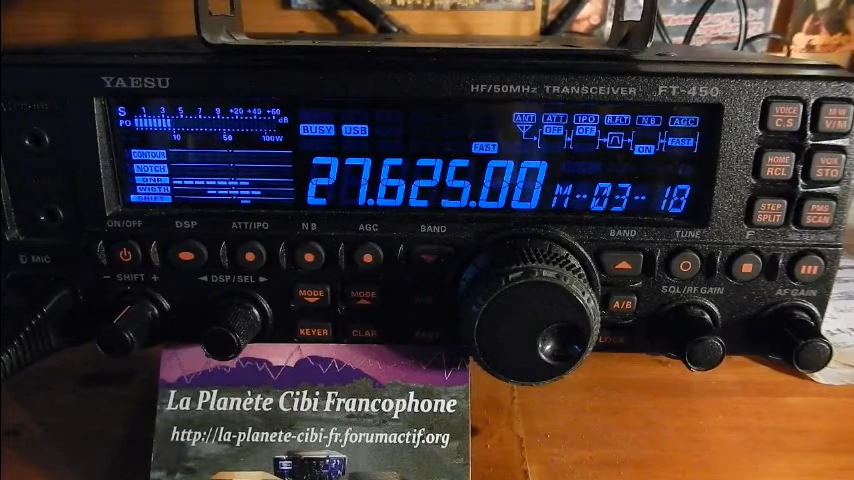 YAESU
HF/50MHz TRANSCEIVER FT-450
S 1 3 5 7 9 +20 +40 +60 dB
PO
10 50 100W
BUSY USB
ANT ATT IPO R.FLT N B AGC
OFF OFF ON FAST
FAST
CONTOUR
NOTCH
DNR
WIDTH
SHIFT
27.625.00 M-03-18
VOICE C.S
M/W V/M
HOME RCL
VOX STO
STEP SPLIT
PMS SCAN
ON/OFF DSP ATT/IPO N B AGC BAND
BAND TUNE F
MIC
- SHIFT + ◄ DSP/SEL ►
MODE MODE A/B
SQL/RF GAIN AF GAIN
KEYER CLAR FAST LOCK
La Planète Cibi Francophone
http://la-planete-cibi-fr.forumactif.org